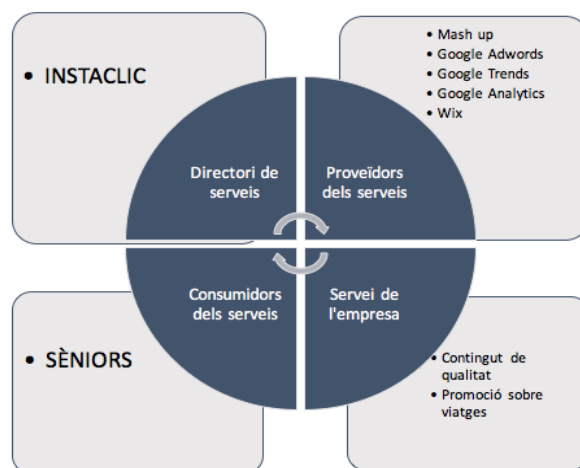 • INSTACLIC
• Mash up
• Google Adwords
• Google Trends
• Google Analytics
• Wix
Directori de
serveis
Proveïdors
dels serveis
Consumidors
dels serveis
Servei de
l'empresa
• SÈNIORS
• Contingut de
qualitat
• Promoció sobre
viatges